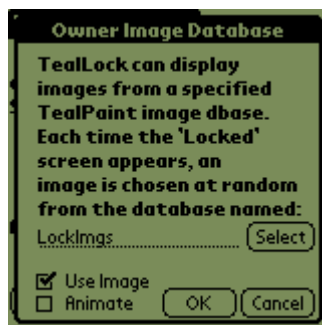 Owner Image Database
TealLock can display
images from a specified
TealPaint image dbase.
Each time the 'Locked'
screen appears, an
image is chosen at random
from the database named:
LockImgs Select
Use Image
Animate OK Cancel